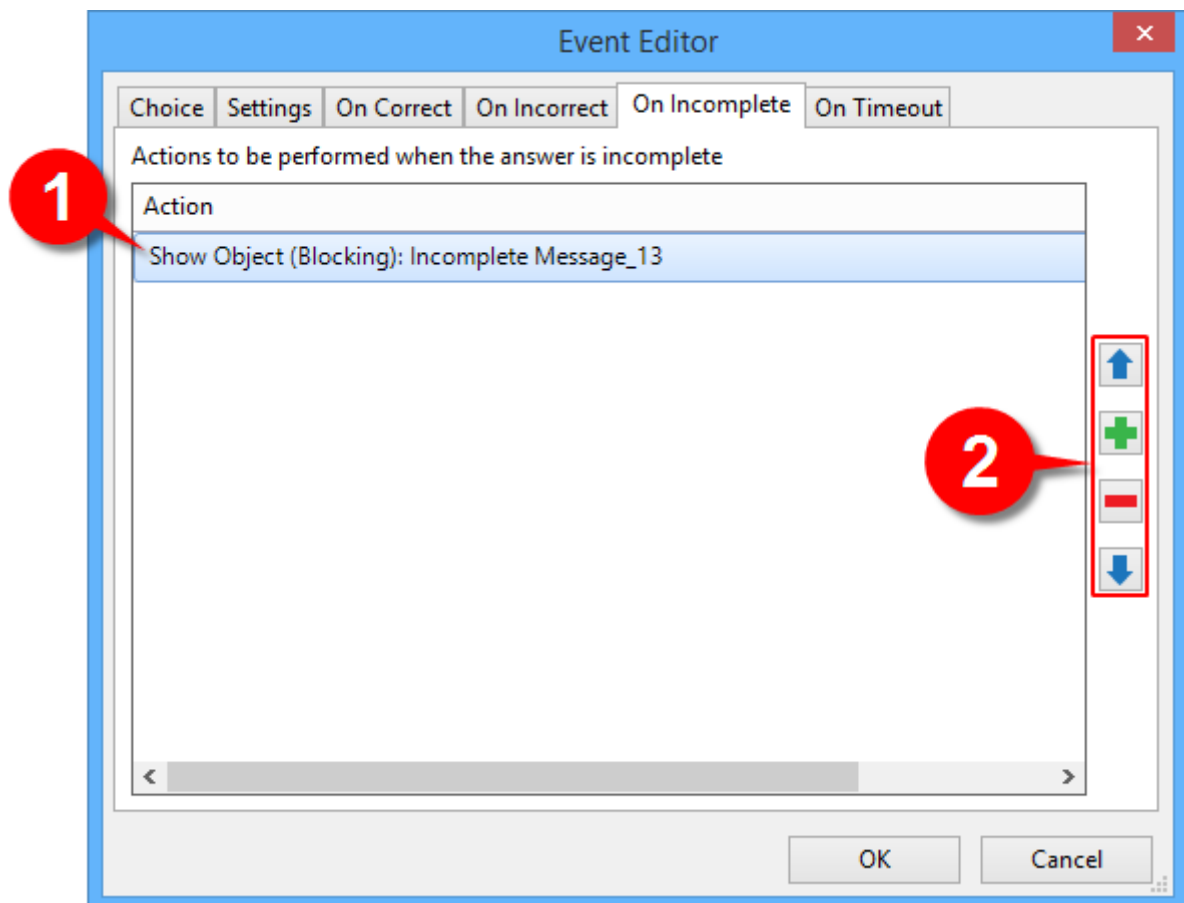 Event Editor
Choice Settings On Correct On Incorrect On Incomplete On Timeout
Actions to be performed when the answer is incomplete
1
Action
Show Object (Blocking): Incomplete Message_13
2
OK Cancel